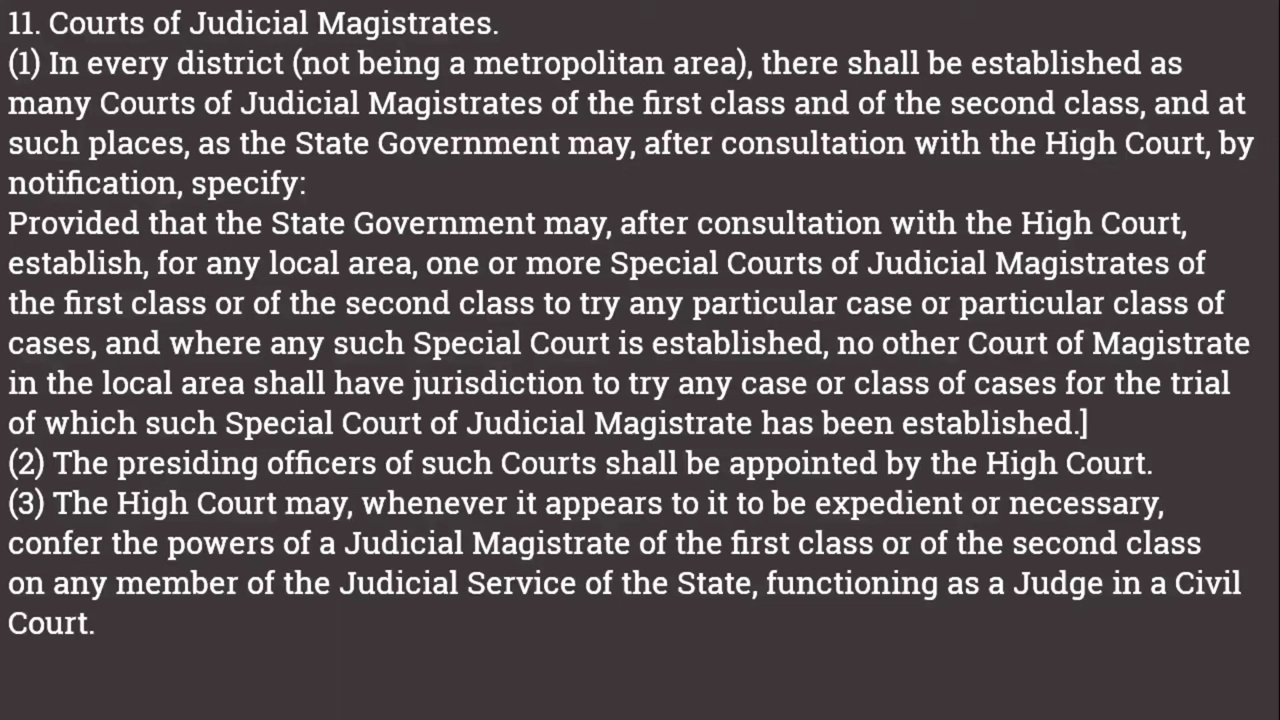 11. Courts of Judicial Magistrates.
(1) In every district (not being a metropolitan area), there shall be established as
many Courts of Judicial Magistrates of the first class and of the second class, and at
such places, as the State Government may, after consultation with the High Court, by
notification, specify:
Provided that the State Government may, after consultation with the High Court,
establish, for any local area, one or more Special Courts of Judicial Magistrates of
the first class or of the second class to try any particular case or particular class of
cases, and where any such Special Court is established, no other Court of Magistrate
in the local area shall have jurisdiction to try any case or class of cases for the trial
of which such Special Court of Judicial Magistrate has been established.]
(2) The presiding officers of such Courts shall be appointed by the High Court.
(3) The High Court may, whenever it appears to it to be expedient or necessary,
confer the powers of a Judicial Magistrate of the first class or of the second class
on any member of the Judicial Service of the State, functioning as a Judge in a Civil
Court.